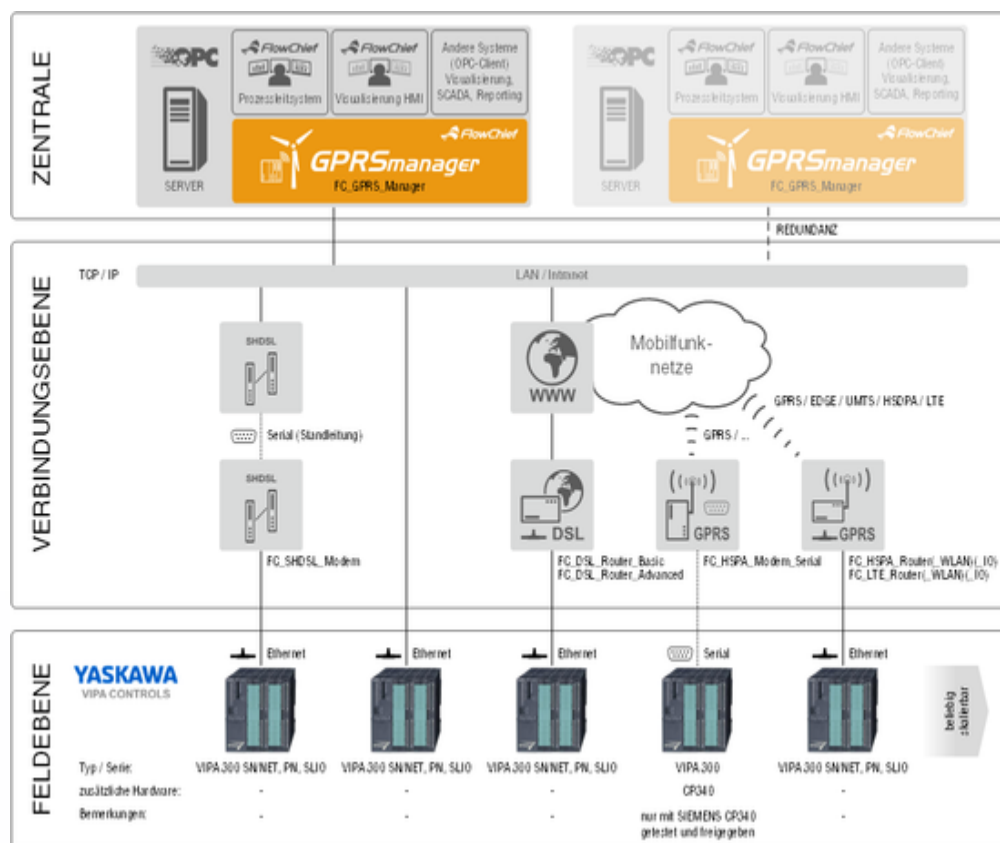 ZENTRALE
OPC
SERVER
FlowChief
Prozessleitsystem
FlowChief
Visualisierung HMI
Andere Systeme
(OPC-Client)
Visualisierung,
SCADA, Reporting
FlowChief
GPRSmanager
FC_GPRS_Manager
OPC
SERVER
FlowChief
Prozessleitsystem
FlowChief
Visualisierung HMI
Andere Systeme
(OPC-Client)
Visualisierung,
SCADA, Reporting
FlowChief
GPRSmanager
FC_GPRS_Manager
REDUNDANZ
VERBINDUNGSEBENE
TCP / IP
LAN / Intranet
SHDSL
WWW
Mobilfunk-
netze
GPRS / EDGE / UMTS / HSDPA / LTE
Serial (Standleitung)
GPRS / ...
SHDSL
DSL
GPRS
GPRS
FC_SHDSL_Modem
FC_DSL_Router_Basic
FC_DSL_Router_Advanced
FC_HSPA_Modem_Serial
FC_HSPA_Router(_WLAN)(_IO)
FC_LTE_Router(_WLAN)(_IO)
FELDEBENE
YASKAWA
VIPA CONTROLS
Ethernet
Ethernet
Ethernet
Serial
Ethernet
beliebig
skalierbar
Typ / Serie: VIPA 300 SN/NET, PN, SLIO VIPA 300 SN/NET, PN, SLIO VIPA 300 SN/NET, PN, SLIO VIPA 300 VIPA 300 SN/NET, PN, SLIO
zusätzliche Hardware: - - - CP340 -
Bemerkungen: - - - nur mit SIEMENS CP340 -
getestet und freigegeben